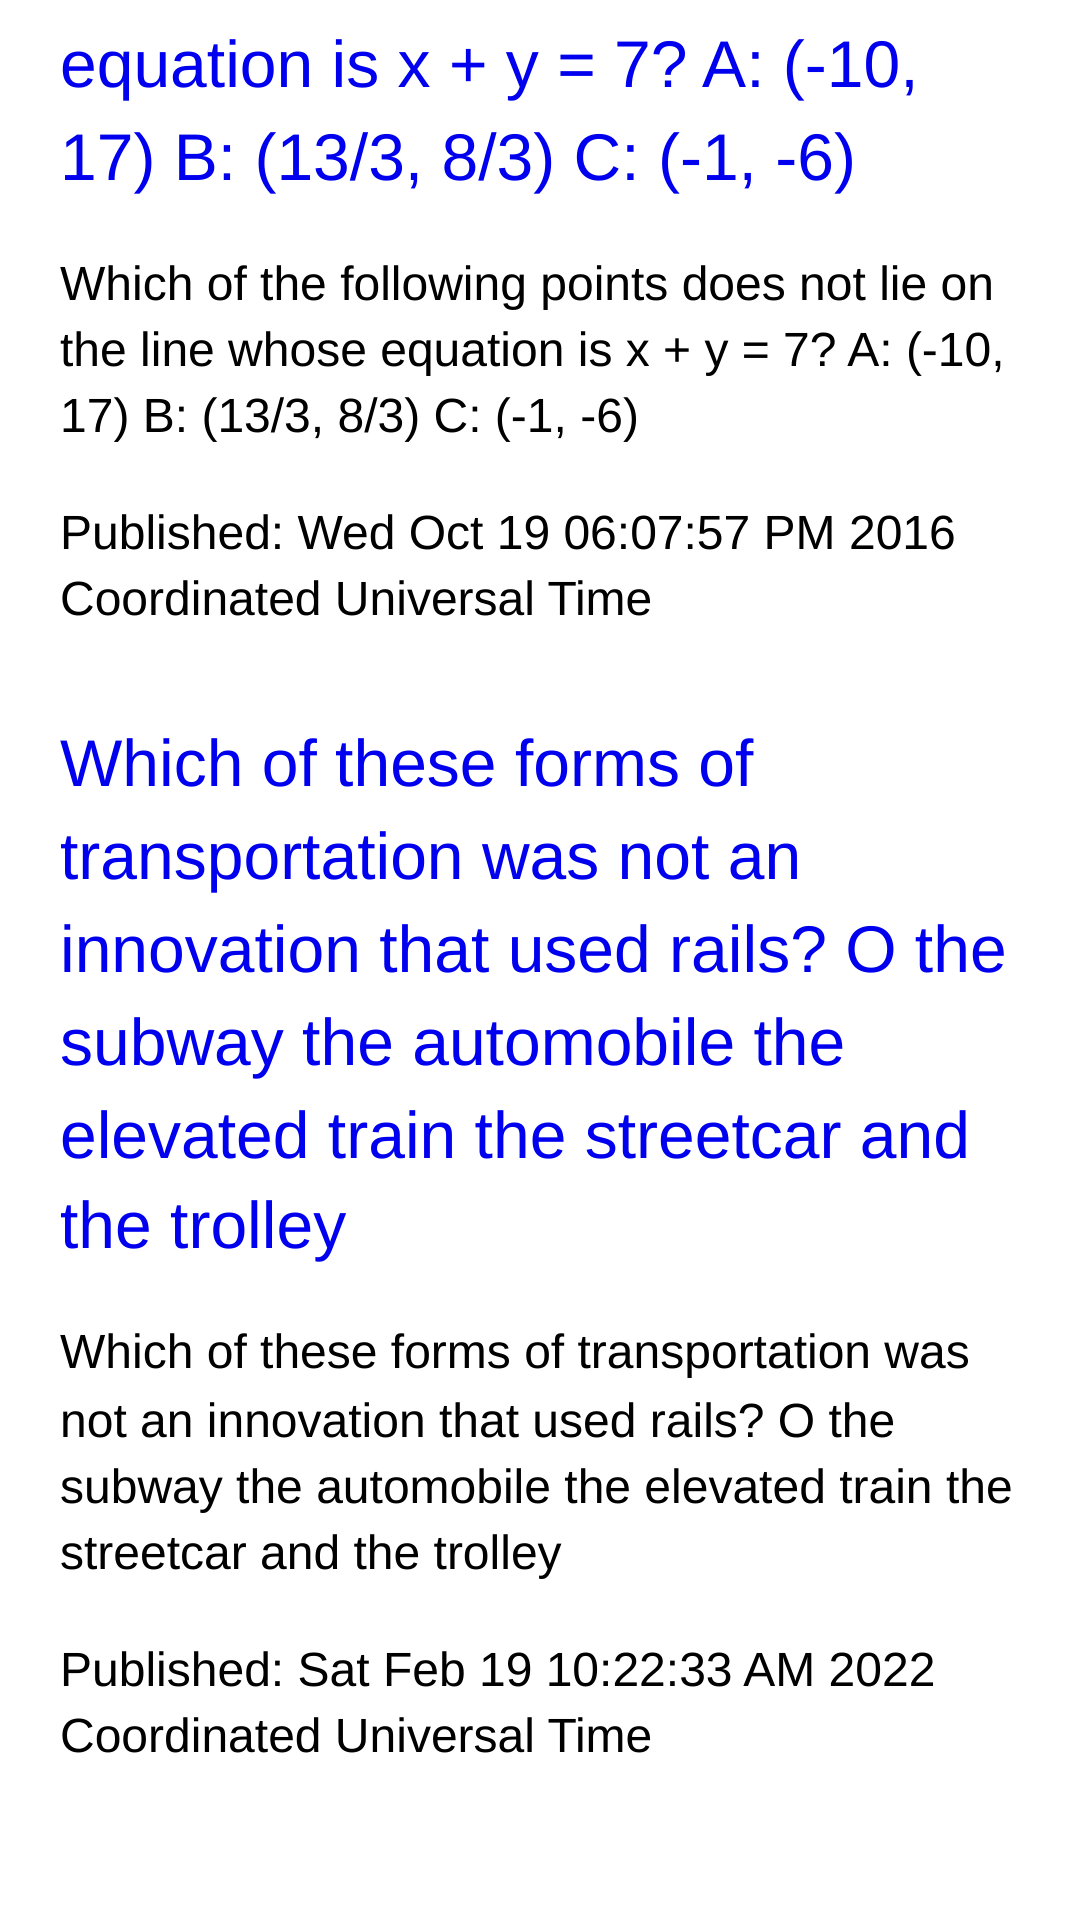 equation is x + y = 7? A: (-10,
17) B: (13/3, 8/3) C: (-1, -6)
Which of the following points does not lie on
the line whose equation is x + y = 7? A: (-10,
17) B: (13/3, 8/3) C: (-1, -6)
Published: Wed Oct 19 06:07:57 PM 2016
Coordinated Universal Time
Which of these forms of
transportation was not an
innovation that used rails? O the
subway the automobile the
elevated train the streetcar and
the trolley
Which of these forms of transportation was
not an innovation that used rails? O the
subway the automobile the elevated train the
streetcar and the trolley
Published: Sat Feb 19 10:22:33 AM 2022
Coordinated Universal Time